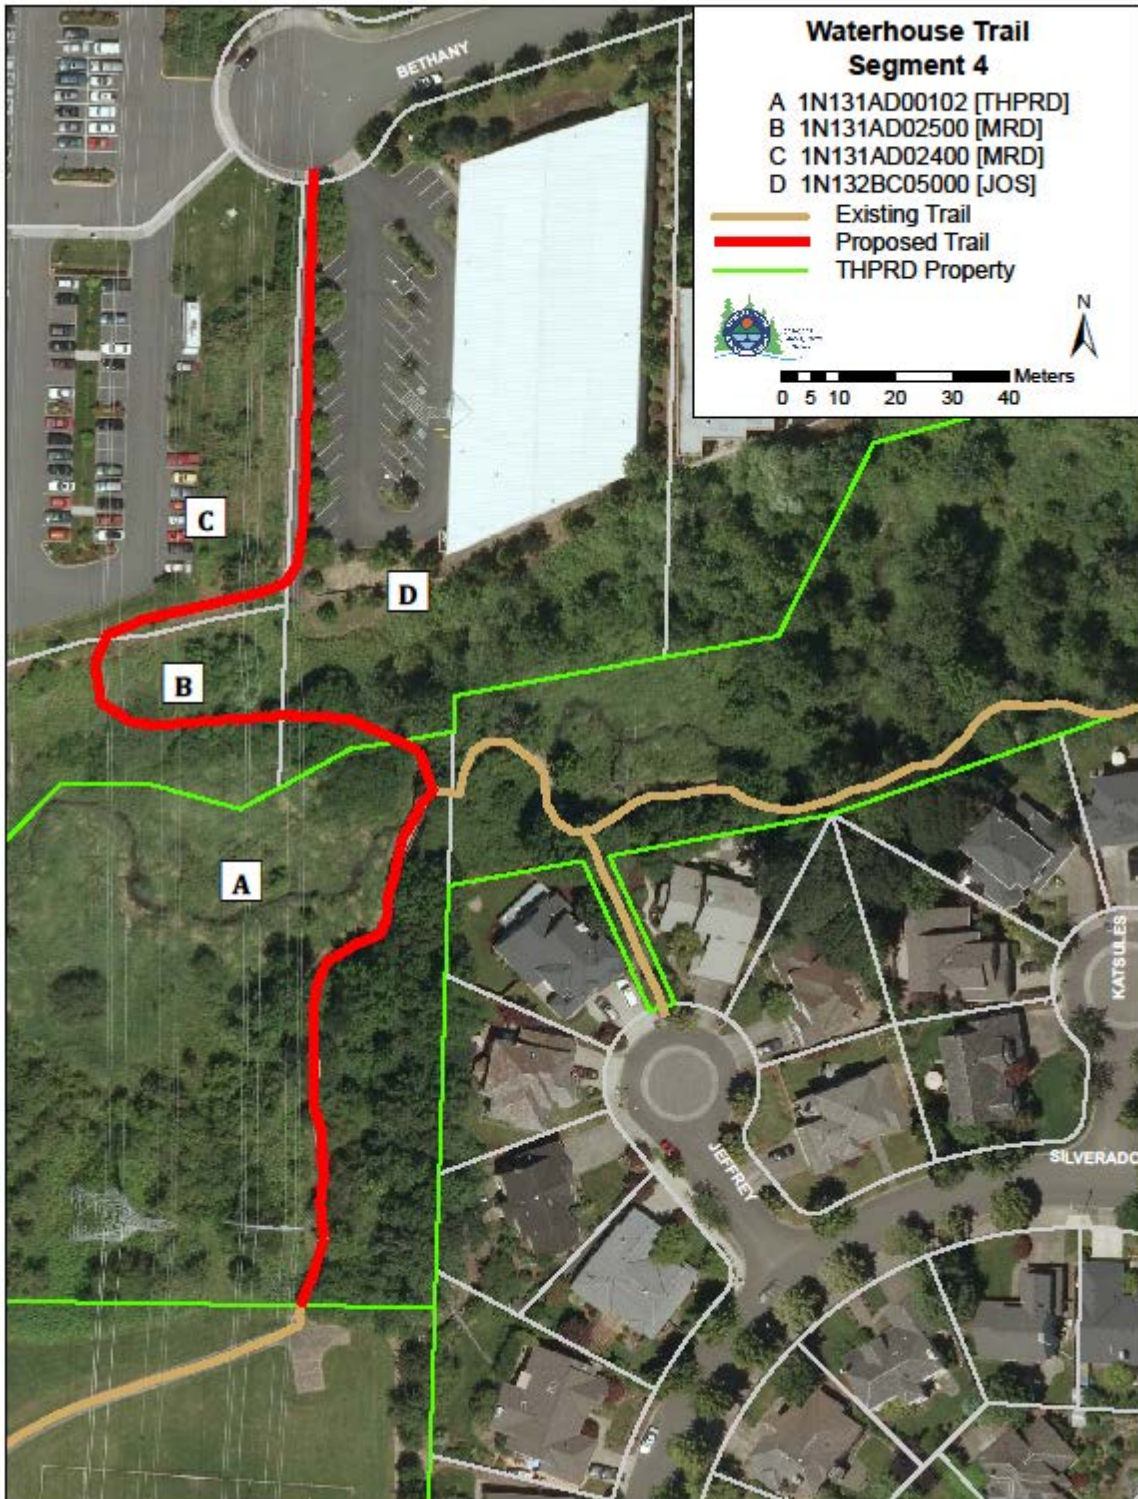 Waterhouse Trail
Segment 4
A 1N131AD00102 [THPRD]
B 1N131AD02500 [MRD]
C 1N131AD02400 [MRD]
D 1N132BC05000 [JOS]
Existing Trail
Proposed Trail
THPRD Property
N
Meters
0 5 10 20 30 40
BETHANY
C
D
B
A
KATSULES
JEFFREY
SILVERADO